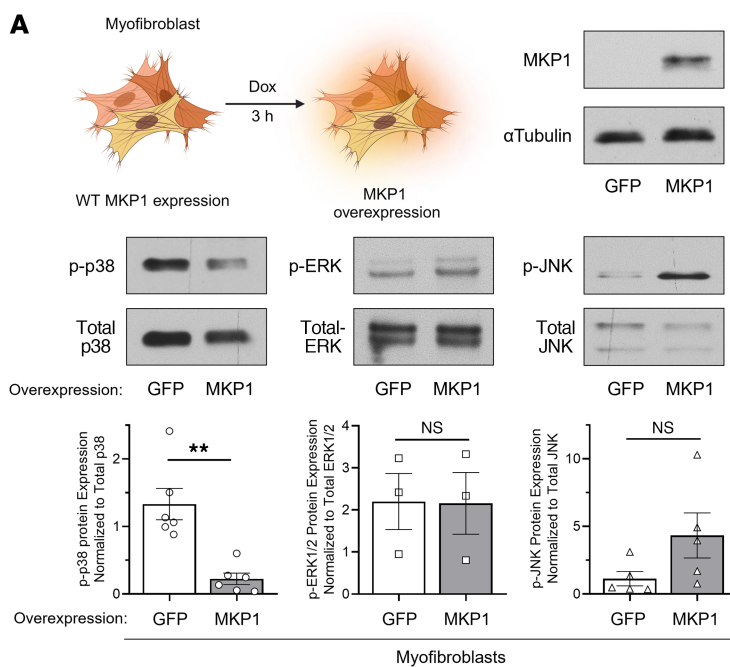 A
Myofibroblast
Dox
3 h
WT MKP1 expression
MKP1
overexpression
MKP1
αTubulin
GFP MKP1
p-p38
Total
p38
p-ERK
Total-
ERK
p-JNK
Total
JNK
Overexpression: GFP MKP1 GFP MKP1 GFP MKP1
p-p38 protein Expression
Normalized to Total p38
2
1
0
**
p-ERK1/2 Protein Expression
Normalized to Total ERK1/2
4
3
2
1
0
NS
p-JNK Protein Expression
Normalized to Total JNK
10
5
0
NS
Overexpression: GFP MKP1 GFP MKP1 GFP MKP1
Myofibroblasts